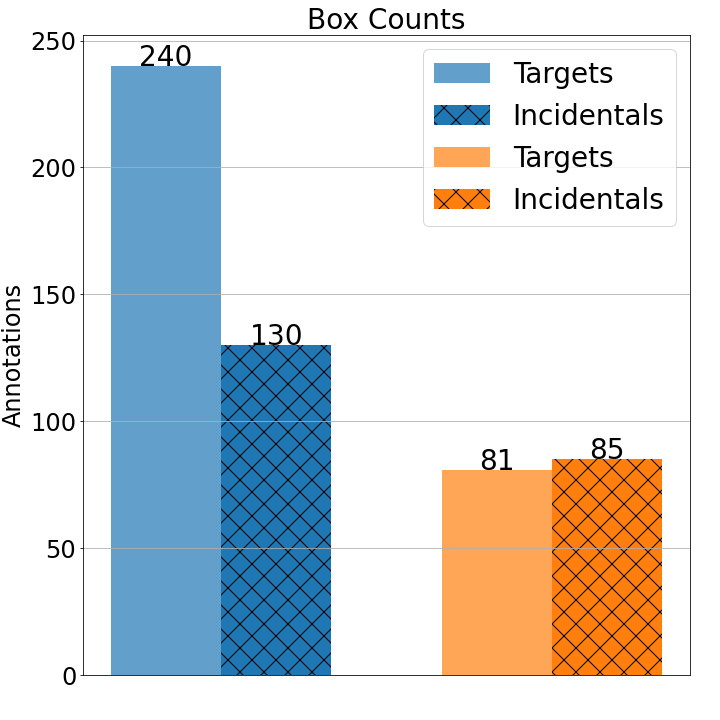 Box Counts
250
200
150
100
50
0
Annotations
240
130
81
85
Targets
Incidentals
Targets
Incidentals